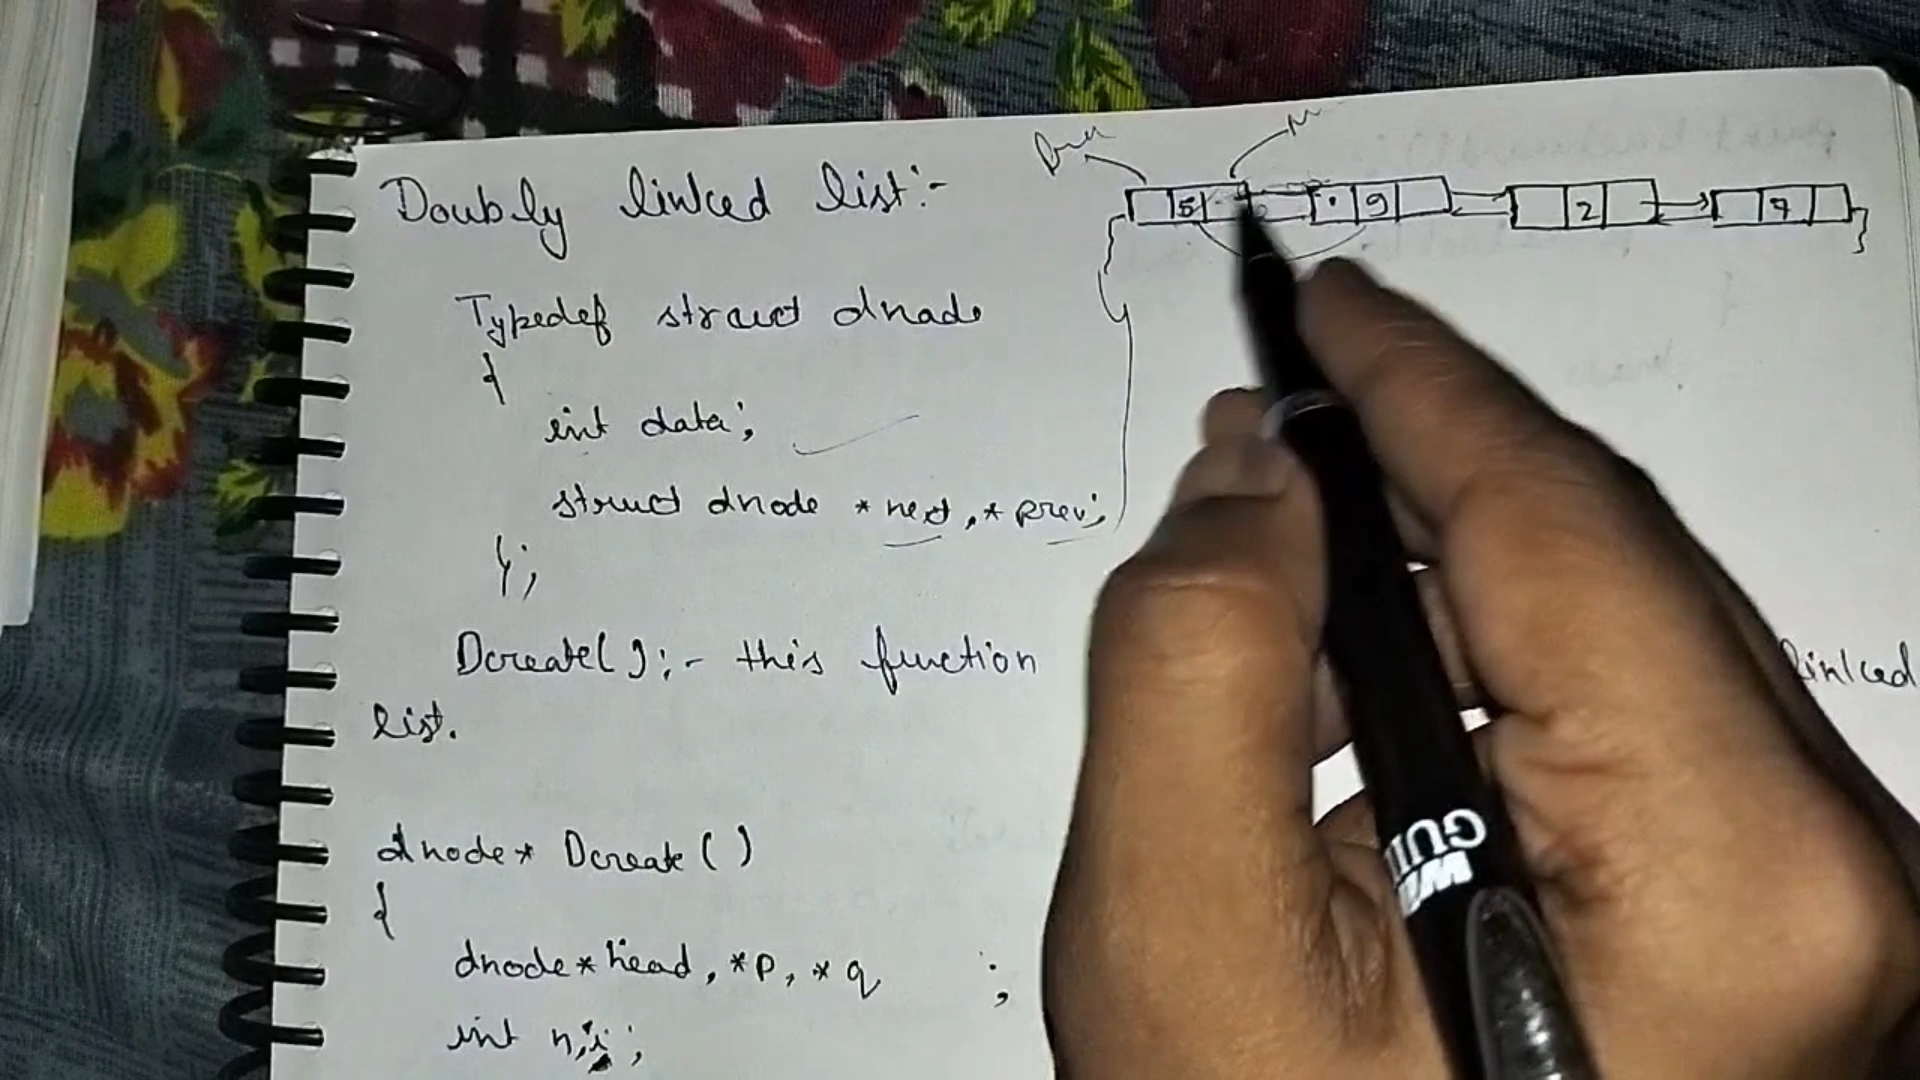 Doubly linked list:-
5 9 2 7
Typedef struct dnode
{
int data;
struct dnode *next, *prev;
};
Dcreate():- this function linked
list.
dnode* Dcreate()
{
dnode*head, *p, *q ;
int n,i;